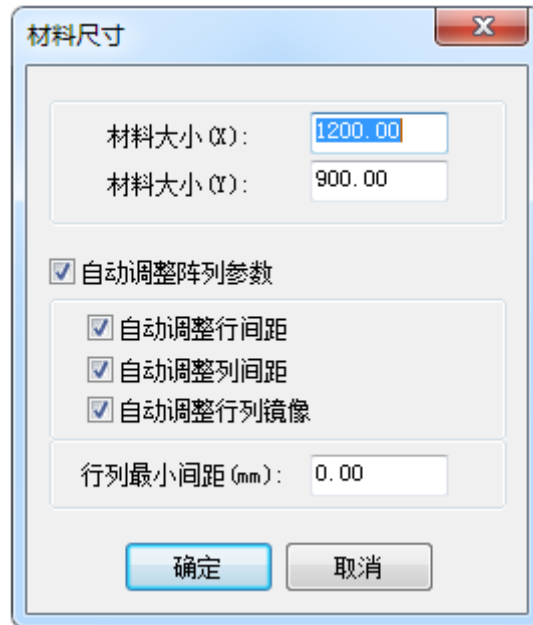 材料尺寸
材料大小(X): 1200.00
材料大小(Y): 900.00
自动调整阵列参数
自动调整行间距
自动调整列间距
自动调整行列镜像
行列最小间距(mm): 0.00
确定 取消